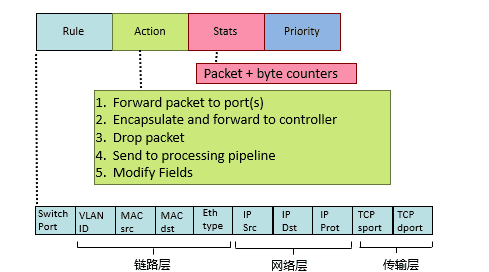 Rule Action Stats Priority
Packet + byte counters
1. Forward packet to port(s)
2. Encapsulate and forward to controller
3. Drop packet
4. Send to processing pipeline
5. Modify Fields
Switch Port
VLAN ID
MAC src
MAC dst
Eth type
IP Src
IP Dst
IP Prot
TCP sport
TCP dport
链路层 网络层 传输层